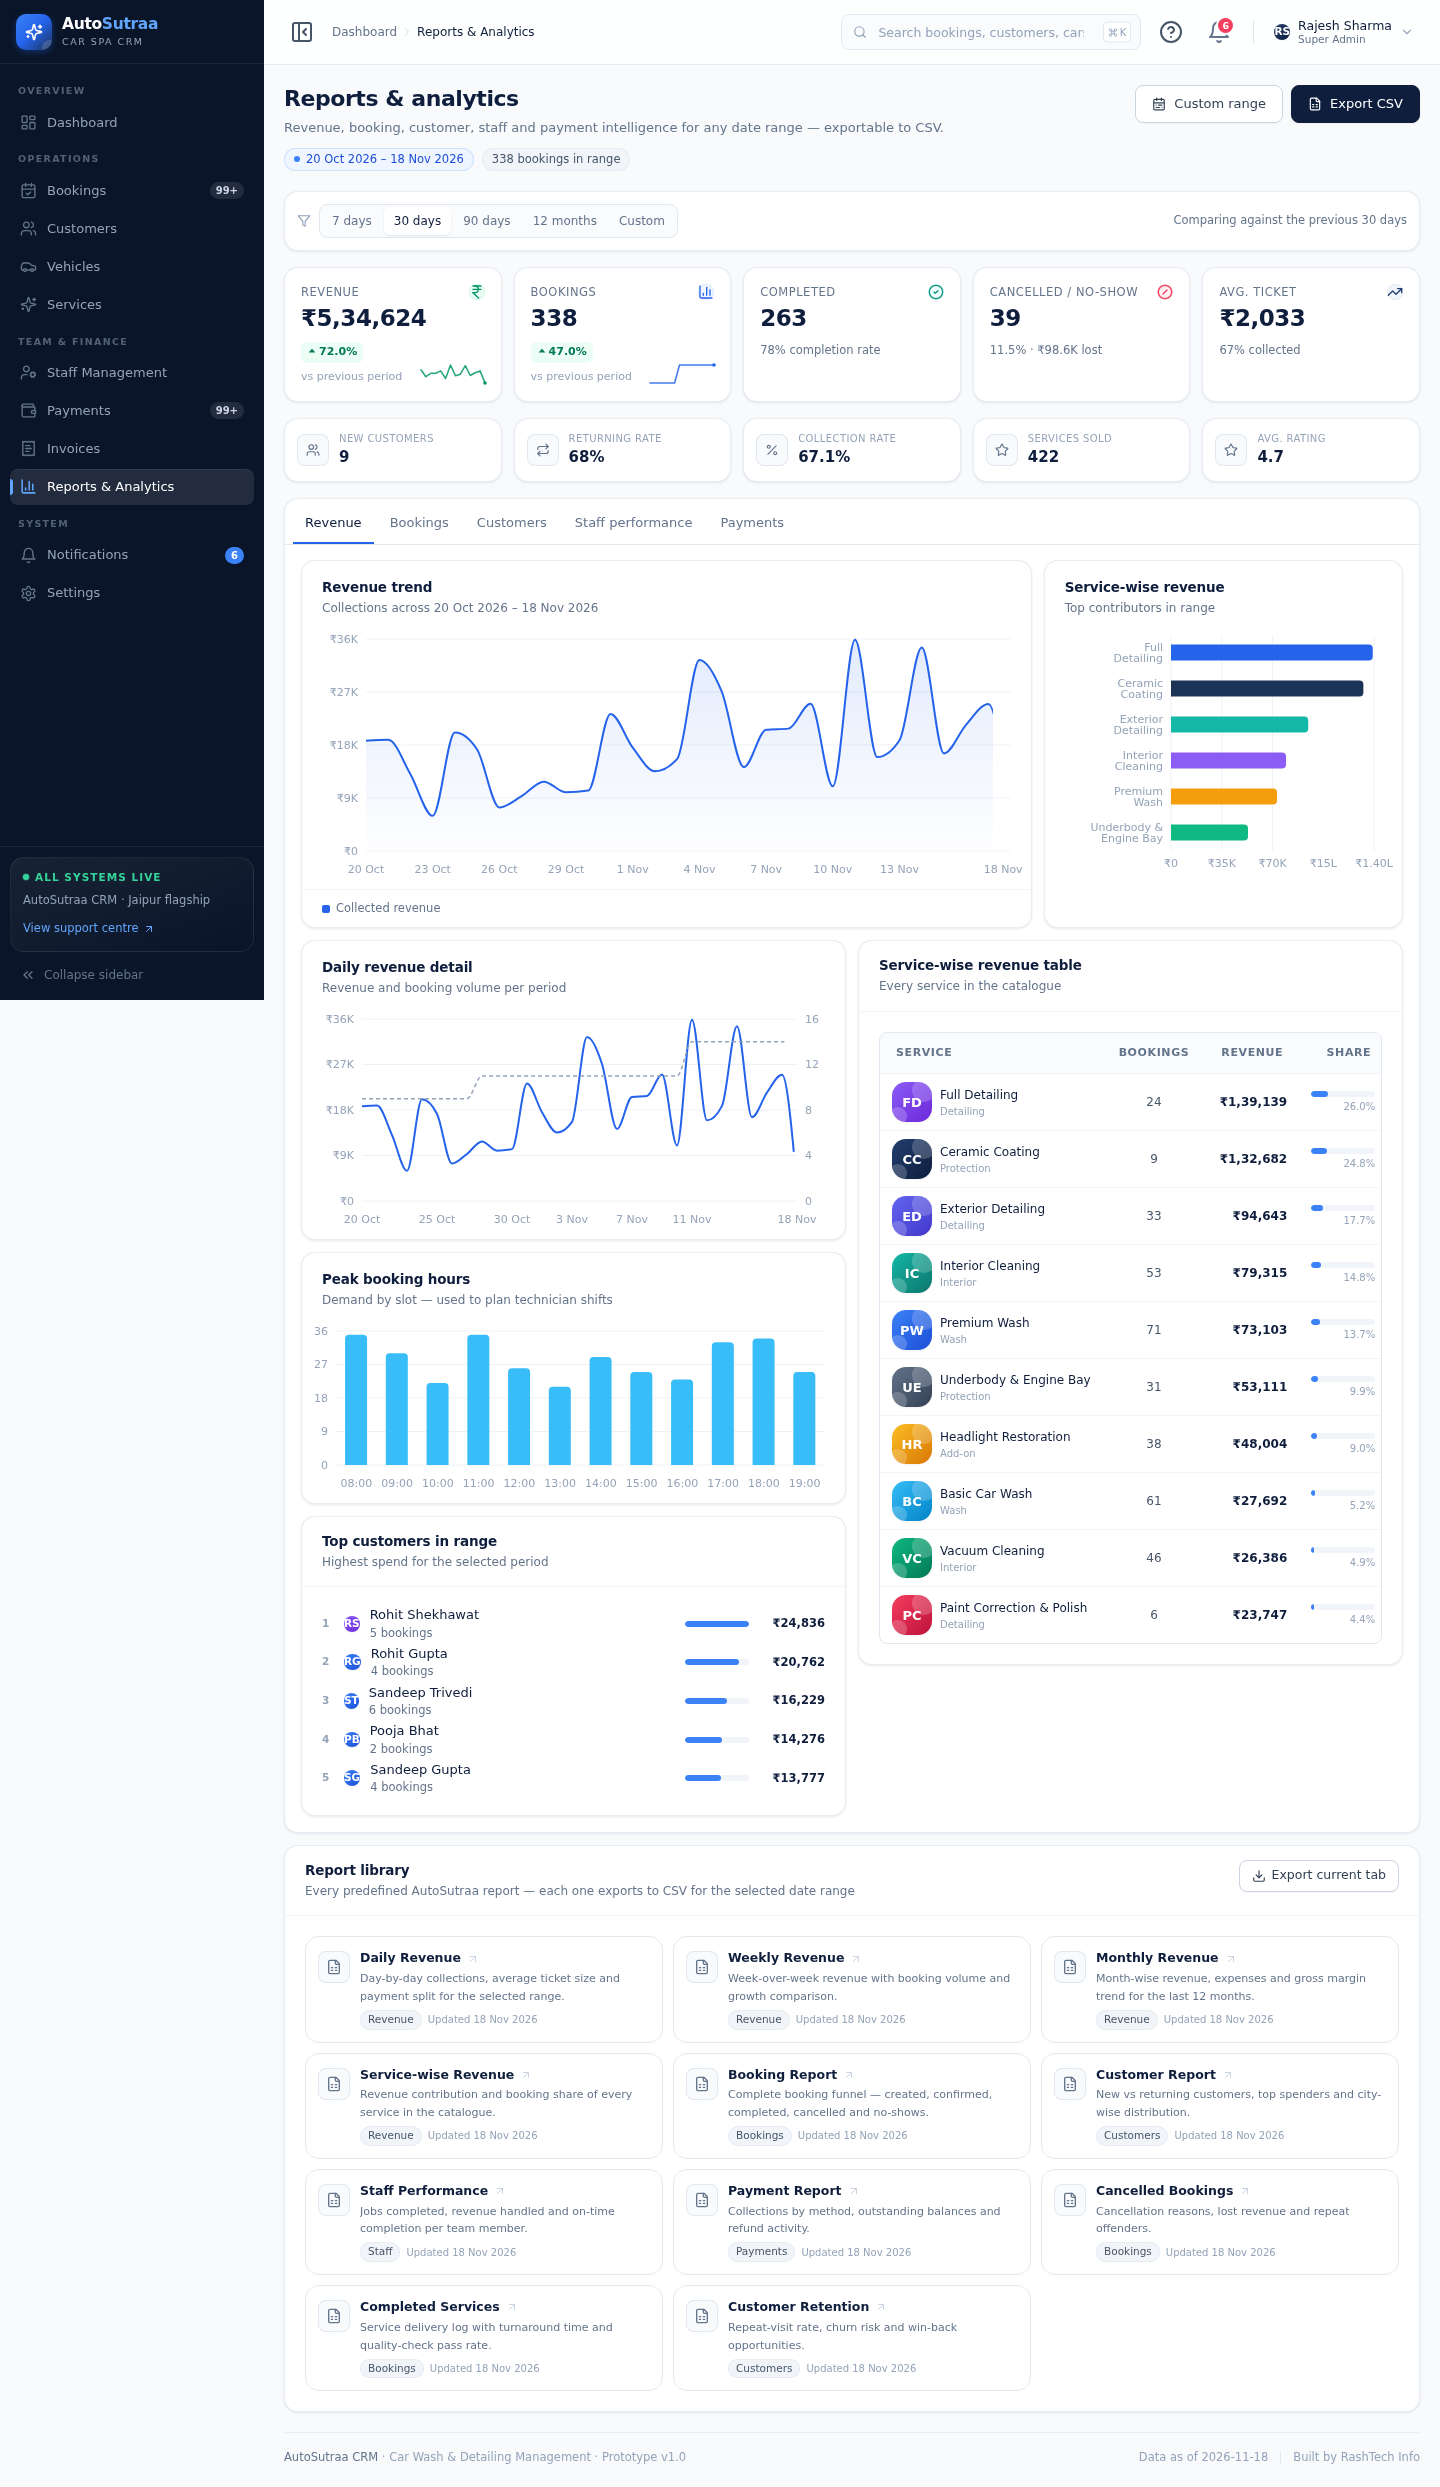 AutoSutraa
CAR SPA CRM
OVERVIEW
Dashboard
OPERATIONS
Bookings 99+
Customers
Vehicles
Services
TEAM & FINANCE
Staff Management
Payments 99+
Invoices
Reports & Analytics
SYSTEM
Notifications 6
Settings
ALL SYSTEMS LIVE
AutoSutraa CRM · Jaipur flagship
View support centre
Collapse sidebar
Dashboard Reports & Analytics
Search bookings, customers, car ⌘K
6
RS Rajesh Sharma
Super Admin
Reports & analytics
Revenue, booking, customer, staff and payment intelligence for any date range — exportable to CSV.
Custom range Export CSV
20 Oct 2026 – 18 Nov 2026 338 bookings in range
7 days 30 days 90 days 12 months Custom
Comparing against the previous 30 days
REVENUE
₹5,34,624
72.0%
vs previous period
BOOKINGS
338
47.0%
vs previous period
COMPLETED
263
78% completion rate
CANCELLED / NO-SHOW
39
11.5% · ₹98.6K lost
AVG. TICKET
₹2,033
67% collected
NEW CUSTOMERS
9
RETURNING RATE
68%
COLLECTION RATE
67.1%
SERVICES SOLD
422
AVG. RATING
4.7
Revenue Bookings Customers Staff performance Payments
Revenue trend
Collections across 20 Oct 2026 – 18 Nov 2026
₹36K
₹27K
₹18K
₹9K
₹0
20 Oct 23 Oct 26 Oct 29 Oct 1 Nov 4 Nov 7 Nov 10 Nov 13 Nov 18 Nov
Collected revenue
Service-wise revenue
Top contributors in range
Full
Detailing
Ceramic
Coating
Exterior
Detailing
Interior
Cleaning
Premium
Wash
Underbody &
Engine Bay
₹0 ₹35K ₹70K ₹15L ₹1.40L
Daily revenue detail
Revenue and booking volume per period
₹36K 16
₹27K 12
₹18K 8
₹9K 4
₹0 0
20 Oct 25 Oct 30 Oct 3 Nov 7 Nov 11 Nov 18 Nov
Peak booking hours
Demand by slot — used to plan technician shifts
36
27
18
9
0
08:00 09:00 10:00 11:00 12:00 13:00 14:00 15:00 16:00 17:00 18:00 19:00
Top customers in range
Highest spend for the selected period
1 RS Rohit Shekhawat ₹24,836
5 bookings
2 RG Rohit Gupta ₹20,762
4 bookings
3 ST Sandeep Trivedi ₹16,229
6 bookings
4 PB Pooja Bhat ₹14,276
2 bookings
5 SG Sandeep Gupta ₹13,777
4 bookings
Service-wise revenue table
Every service in the catalogue
SERVICE BOOKINGS REVENUE SHARE
FD Full Detailing 24 ₹1,39,139 26.0%
Detailing
CC Ceramic Coating 9 ₹1,32,682 24.8%
Protection
ED Exterior Detailing 33 ₹94,643 17.7%
Detailing
IC Interior Cleaning 53 ₹79,315 14.8%
Interior
PW Premium Wash 71 ₹73,103 13.7%
Wash
UE Underbody & Engine Bay 31 ₹53,111 9.9%
Protection
HR Headlight Restoration 38 ₹48,004 9.0%
Add-on
BC Basic Car Wash 61 ₹27,692 5.2%
Wash
VC Vacuum Cleaning 46 ₹26,386 4.9%
Interior
PC Paint Correction & Polish 6 ₹23,747 4.4%
Detailing
Report library
Every predefined AutoSutraa report — each one exports to CSV for the selected date range
Export current tab
Daily Revenue
Day-by-day collections, average ticket size and
payment split for the selected range.
Revenue Updated 18 Nov 2026
Weekly Revenue
Week-over-week revenue with booking volume and
growth comparison.
Revenue Updated 18 Nov 2026
Monthly Revenue
Month-wise revenue, expenses and gross margin
trend for the last 12 months.
Revenue Updated 18 Nov 2026
Service-wise Revenue
Revenue contribution and booking share of every
service in the catalogue.
Revenue Updated 18 Nov 2026
Booking Report
Complete booking funnel — created, confirmed,
completed, cancelled and no-shows.
Bookings Updated 18 Nov 2026
Customer Report
New vs returning customers, top spenders and city-
wise distribution.
Customers Updated 18 Nov 2026
Staff Performance
Jobs completed, revenue handled and on-time
completion per team member.
Staff Updated 18 Nov 2026
Payment Report
Collections by method, outstanding balances and
refund activity.
Payments Updated 18 Nov 2026
Cancelled Bookings
Cancellation reasons, lost revenue and repeat
offenders.
Bookings Updated 18 Nov 2026
Completed Services
Service delivery log with turnaround time and
quality-check pass rate.
Bookings Updated 18 Nov 2026
Customer Retention
Repeat-visit rate, churn risk and win-back
opportunities.
Customers Updated 18 Nov 2026
AutoSutraa CRM · Car Wash & Detailing Management · Prototype v1.0
Data as of 2026-11-18 Built by RashTech Info